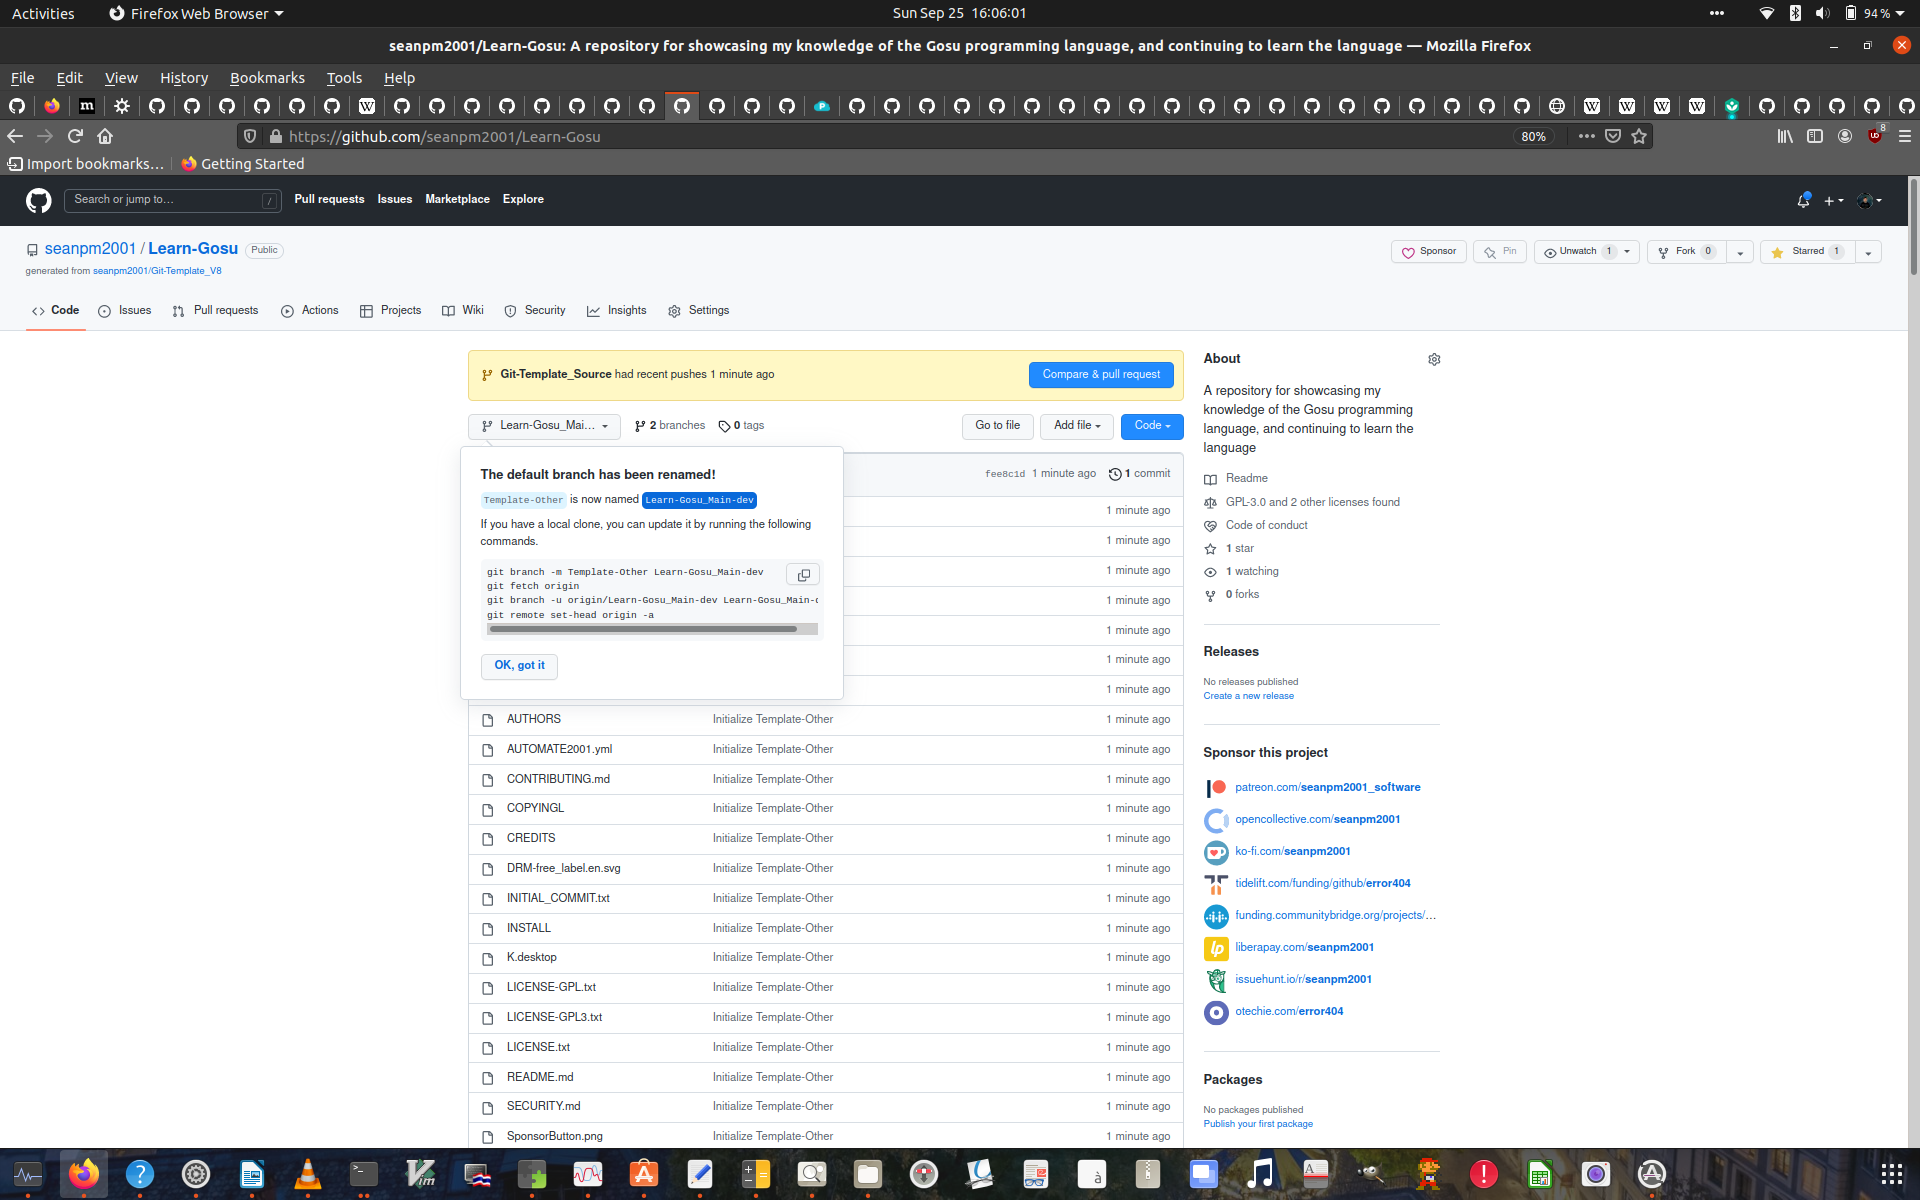 Activities
Firefox Web Browser
Sun Sep 25 16:06:01
94 %
seanpm2001/Learn-Gosu: A repository for showcasing my knowledge of the Gosu programming language, and continuing to learn the language — Mozilla Firefox
File Edit View History Bookmarks Tools Help
https://github.com/seanpm2001/Learn-Gosu
80%
8
Import bookmarks…
Getting Started
Search or jump to…
/
Pull requests Issues Marketplace Explore
seanpm2001 / Learn-Gosu Public
generated from seanpm2001/Git-Template_V8
Sponsor
Pin
Unwatch 1
Fork 0
Starred 1
Code Issues Pull requests Actions Projects Wiki Security Insights Settings
Git-Template_Source had recent pushes 1 minute ago
Compare & pull request
Learn-Gosu_Mai…
2 branches
0 tags
Go to file
Add file
Code
The default branch has been renamed!
Template-Other is now named Learn-Gosu_Main-dev
If you have a local clone, you can update it by running the following
commands.
git branch -m Template-Other Learn-Gosu_Main-dev
git fetch origin
git branch -u origin/Learn-Gosu_Main-dev Learn-Gosu_Main-d
git remote set-head origin -a
OK, got it
fee8c1d 1 minute ago 1 commit
1 minute ago
1 minute ago
1 minute ago
1 minute ago
1 minute ago
1 minute ago
1 minute ago
AUTHORS Initialize Template-Other 1 minute ago
AUTOMATE2001.yml Initialize Template-Other 1 minute ago
CONTRIBUTING.md Initialize Template-Other 1 minute ago
COPYINGL Initialize Template-Other 1 minute ago
CREDITS Initialize Template-Other 1 minute ago
DRM-free_label.en.svg Initialize Template-Other 1 minute ago
INITIAL_COMMIT.txt Initialize Template-Other 1 minute ago
INSTALL Initialize Template-Other 1 minute ago
K.desktop Initialize Template-Other 1 minute ago
LICENSE-GPL.txt Initialize Template-Other 1 minute ago
LICENSE-GPL3.txt Initialize Template-Other 1 minute ago
LICENSE.txt Initialize Template-Other 1 minute ago
README.md Initialize Template-Other 1 minute ago
SECURITY.md Initialize Template-Other 1 minute ago
SponsorButton.png Initialize Template-Other 1 minute ago
About
A repository for showcasing my
knowledge of the Gosu programming
language, and continuing to learn the
language
Readme
GPL-3.0 and 2 other licenses found
Code of conduct
1 star
1 watching
0 forks
Releases
No releases published
Create a new release
Sponsor this project
patreon.com/seanpm2001_software
opencollective.com/seanpm2001
ko-fi.com/seanpm2001
tidelift.com/funding/github/error404
funding.communitybridge.org/projects/…
liberapay.com/seanpm2001
issuehunt.io/r/seanpm2001
otechie.com/error404
Packages
No packages published
Publish your first package